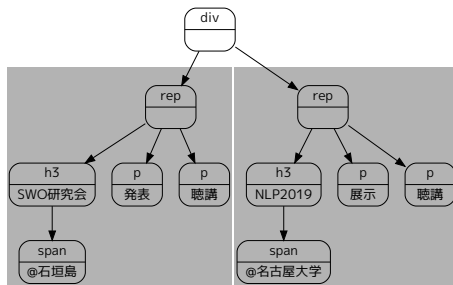 div
rep
rep
h3
SWO研究会
p
発表
p
聴講
h3
NLP2019
p
展示
p
聴講
span
@石垣島
span
@名古屋大学